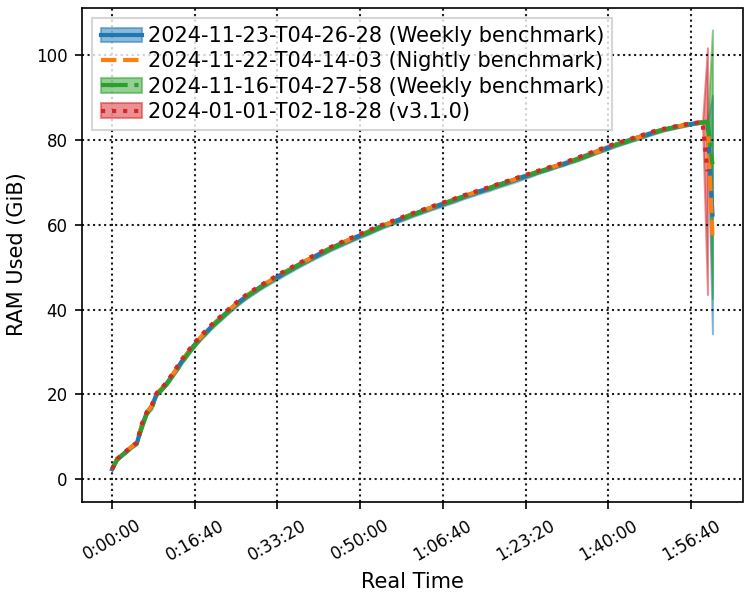 2024-11-23-T04-26-28 (Weekly benchmark)
2024-11-22-T04-14-03 (Nightly benchmark)
2024-11-16-T04-27-58 (Weekly benchmark)
2024-01-01-T02-18-28 (v3.1.0)
100
80
60
40
20
0
RAM Used (GiB)
0:00:00
0:16:40
0:33:20
0:50:00
1:06:40
1:23:20
1:40:00
1:56:40
Real Time